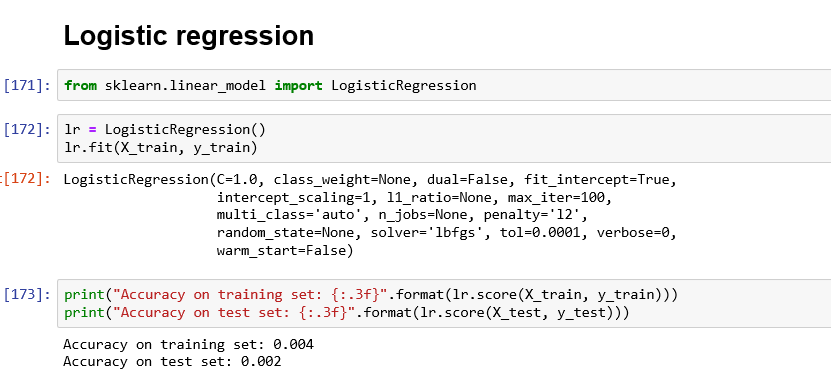 Logistic regression
[171]: from sklearn.linear_model import LogisticRegression
[172]: lr = LogisticRegression()
lr.fit(X_train, y_train)
t[172]: LogisticRegression(C=1.0, class_weight=None, dual=False, fit_intercept=True,
intercept_scaling=1, l1_ratio=None, max_iter=100,
multi_class='auto', n_jobs=None, penalty='l2',
random_state=None, solver='lbfgs', tol=0.0001, verbose=0,
warm_start=False)
[173]: print("Accuracy on training set: {:.3f}".format(lr.score(X_train, y_train)))
print("Accuracy on test set: {:.3f}".format(lr.score(X_test, y_test)))
Accuracy on training set: 0.004
Accuracy on test set: 0.002